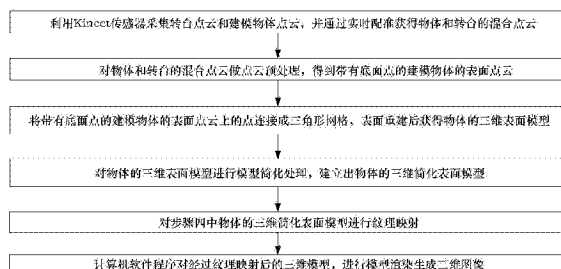 利用Kinect传感器采集转台点云和建模物体点云，并通过实时配准获得物体和转台的混合点云
对物体和转台的混合点云做点云预处理，得到带有底面点的建模物体的表面点云
将带有底面点的建模物体的表面点云上的点连接成三角形网格、表面重建后获得物体的三维表面模型
对物体的三维表面模型进行模型简化处理，建立出物体的三维简化表面模型
对步骤四中物体的三维简化表面模型进行纹理映射
计算机软件程序对经过纹理映射后的三维模型，进行模型渲染生成三维图象